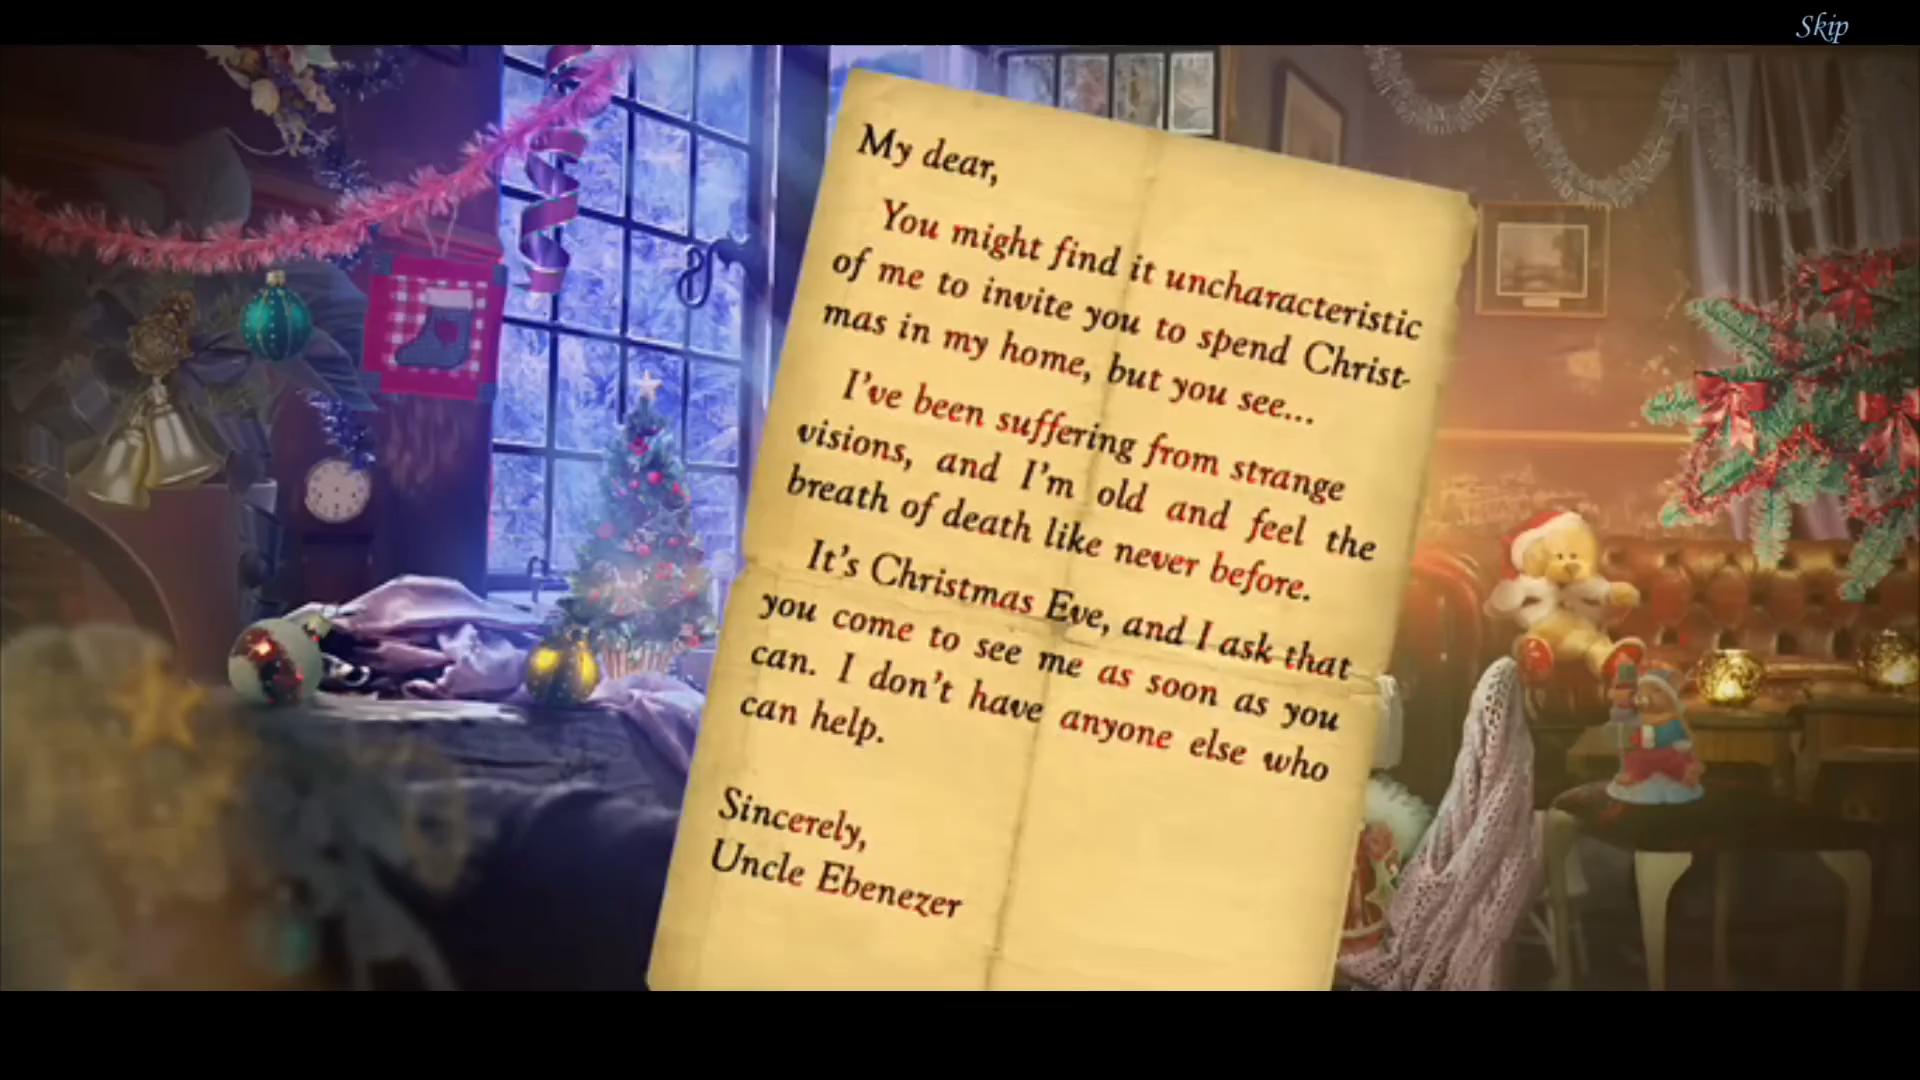 Skip
My dear,
You might find it uncharacteristic
of me to invite you to spend Christ-
mas in my home, but you see...
I've been suffering from strange
visions, and I'm old and feel the
breath of death like never before.
It's Christmas Eve, and I ask that
you come to see me as soon as you
can. I don't have anyone else who
can help.
Sincerely,
Uncle Ebenezer